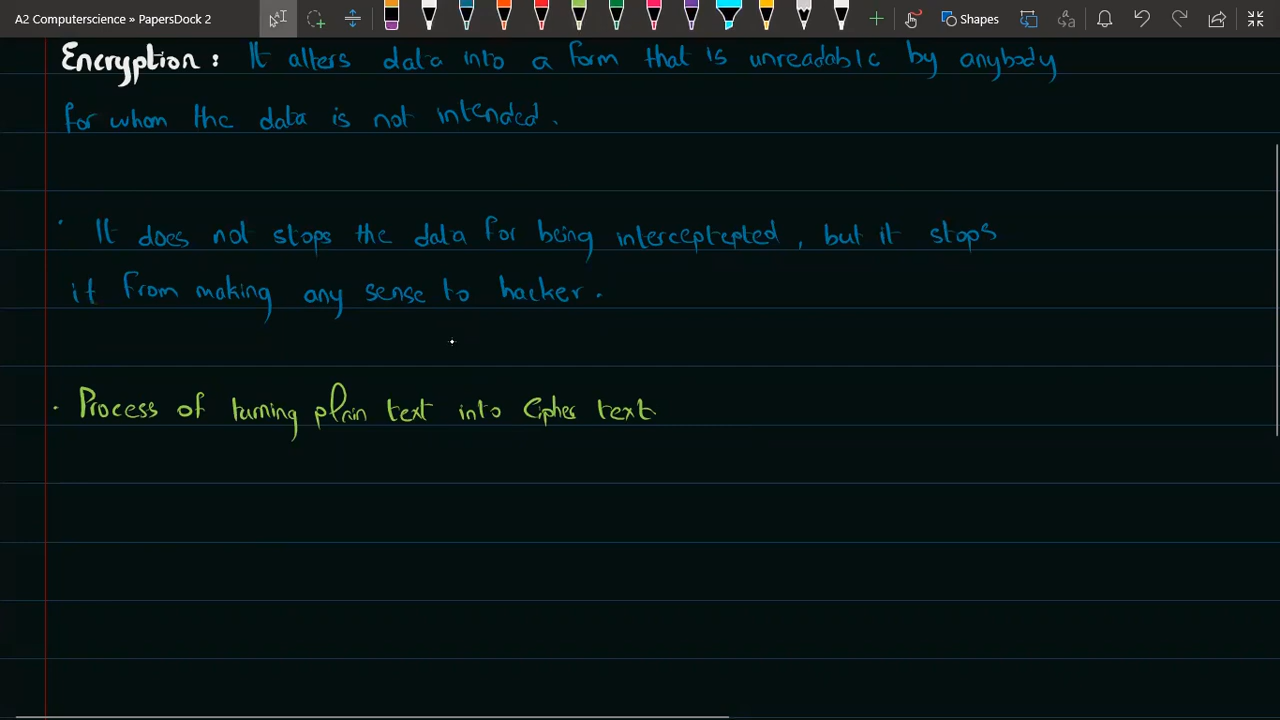 A2 Computerscience » PapersDock 2
Shapes
Encryption : It alters data into a form that is unreadable by anybody
for whom the data is not intended.
· It does not stops the data for being interceptepted, but it stops
it from making any sense to hacker.
· Process of turning plain text into Cipher text